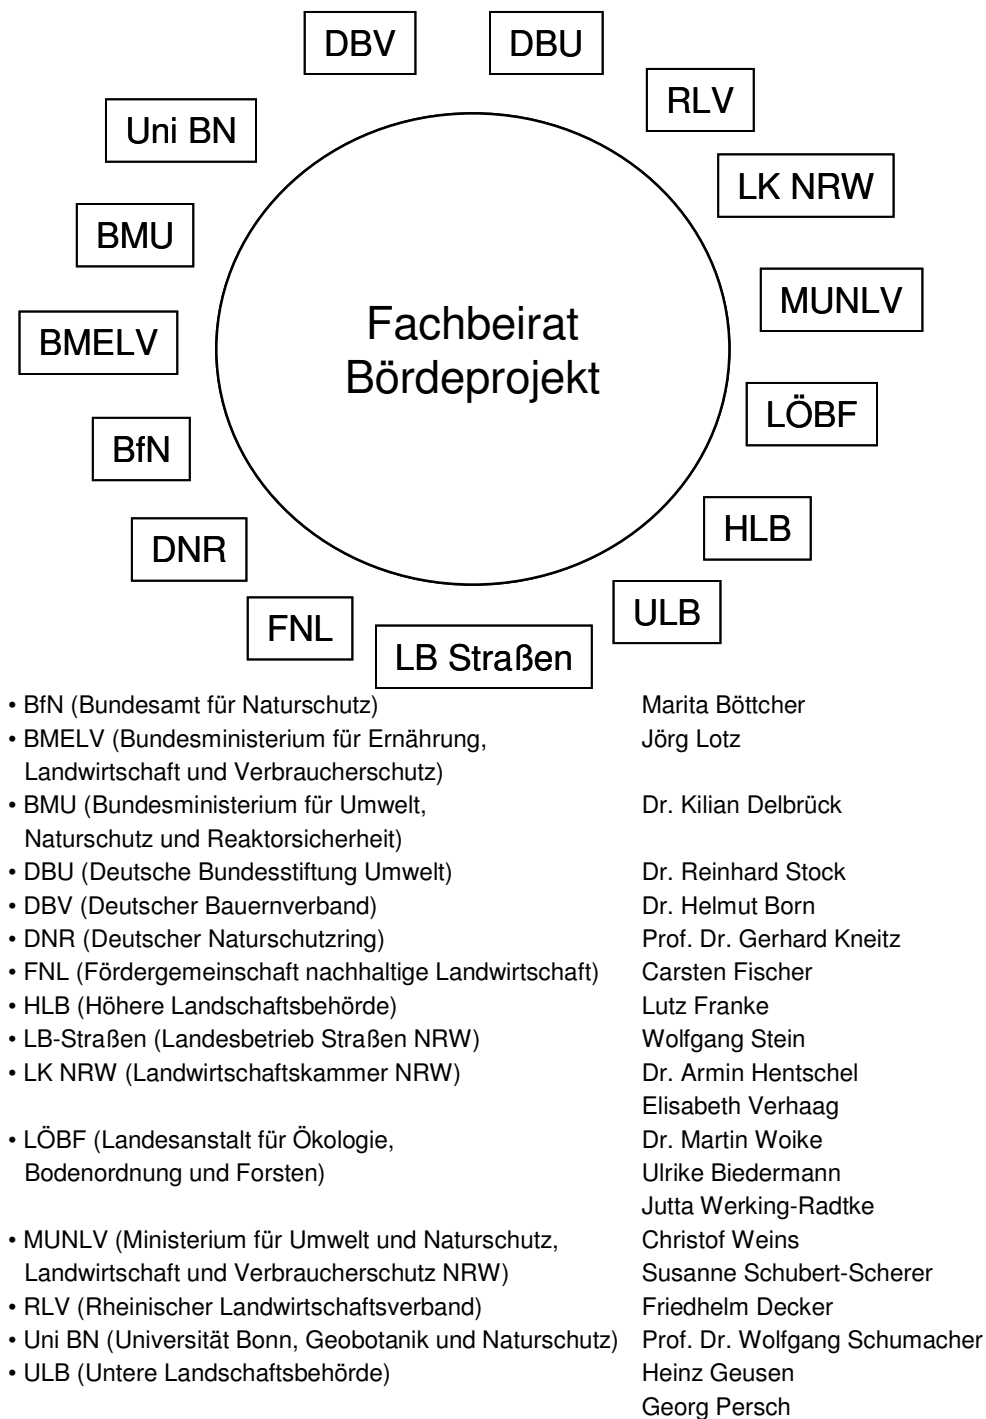 DBV
DBU
RLV
Uni BN
LK NRW
BMU
MUNLV
BMELV
Fachbeirat
Bördeprojekt
LÖBF
BfN
HLB
DNR
ULB
FNL
LB Straßen
• BfN (Bundesamt für Naturschutz) Marita Böttcher
• BMELV (Bundesministerium für Ernährung, Jörg Lotz
Landwirtschaft und Verbraucherschutz)
• BMU (Bundesministerium für Umwelt, Dr. Kilian Delbrück
Naturschutz und Reaktorsicherheit)
• DBU (Deutsche Bundesstiftung Umwelt) Dr. Reinhard Stock
• DBV (Deutscher Bauernverband) Dr. Helmut Born
• DNR (Deutscher Naturschutzring) Prof. Dr. Gerhard Kneitz
• FNL (Fördergemeinschaft nachhaltige Landwirtschaft) Carsten Fischer
• HLB (Höhere Landschaftsbehörde) Lutz Franke
• LB-Straßen (Landesbetrieb Straßen NRW) Wolfgang Stein
• LK NRW (Landwirtschaftskammer NRW) Dr. Armin Hentschel
Elisabeth Verhaag
• LÖBF (Landesanstalt für Ökologie, Dr. Martin Woike
Bodenordnung und Forsten) Ulrike Biedermann
Jutta Werking-Radtke
• MUNLV (Ministerium für Umwelt und Naturschutz, Christof Weins
Landwirtschaft und Verbraucherschutz NRW) Susanne Schubert-Scherer
• RLV (Rheinischer Landwirtschaftsverband) Friedhelm Decker
• Uni BN (Universität Bonn, Geobotanik und Naturschutz) Prof. Dr. Wolfgang Schumacher
• ULB (Untere Landschaftsbehörde) Heinz Geusen
Georg Persch